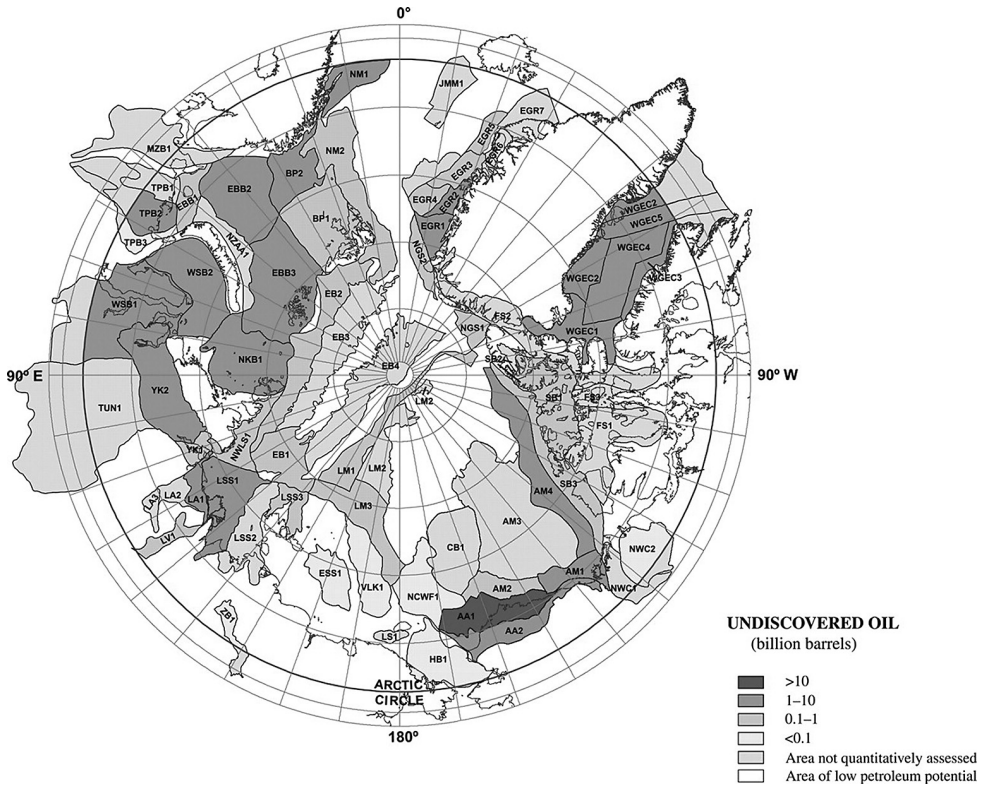 0°
NM1
JMM1
EGR7
EGR5
MZB1
NM2
EGR3
TPB1
EBB2
BP2
EGR4
EGR2
EBB1
TPB2
BP1
EGR1
WGEC2
WGEC5
TPB3
NZAA1
NGS2
WGEC4
WSB2
EBB3
WGEC2
WGEC3
WSB1
EB2
FS2
NGS1
WGEC1
EB3
NKB1
SB2A
EB4
90° E
90° W
YK2
LM2
SB1
FS3
TUN1
FS1
NWLS1
YK1
EB1
LM1
LM2
LSS1
SB3
LA3
LA2
LA1
LSS3
LM3
AM4
AM3
LV1
LSS2
CB1
NWC2
ESS1
VLK1
AM1
AM2
NWC1
NCWF1
ZB1
AA1
AA2
LS1
HB1
ARCTIC
CIRCLE
180°
UNDISCOVERED OIL
(billion barrels)
>10
1–10
0.1–1
<0.1
Area not quantitatively assessed
Area of low petroleum potential